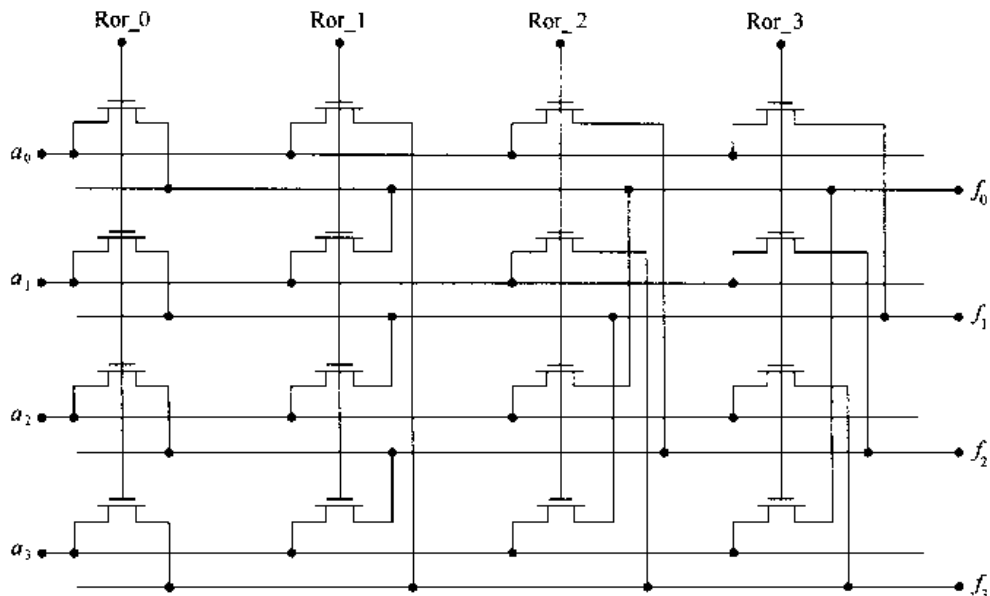 Ror_0 Ror_1 Ror_2 Ror_3
a₀
f₀
a₁
f₁
a₂
f₂
a₃
f₃